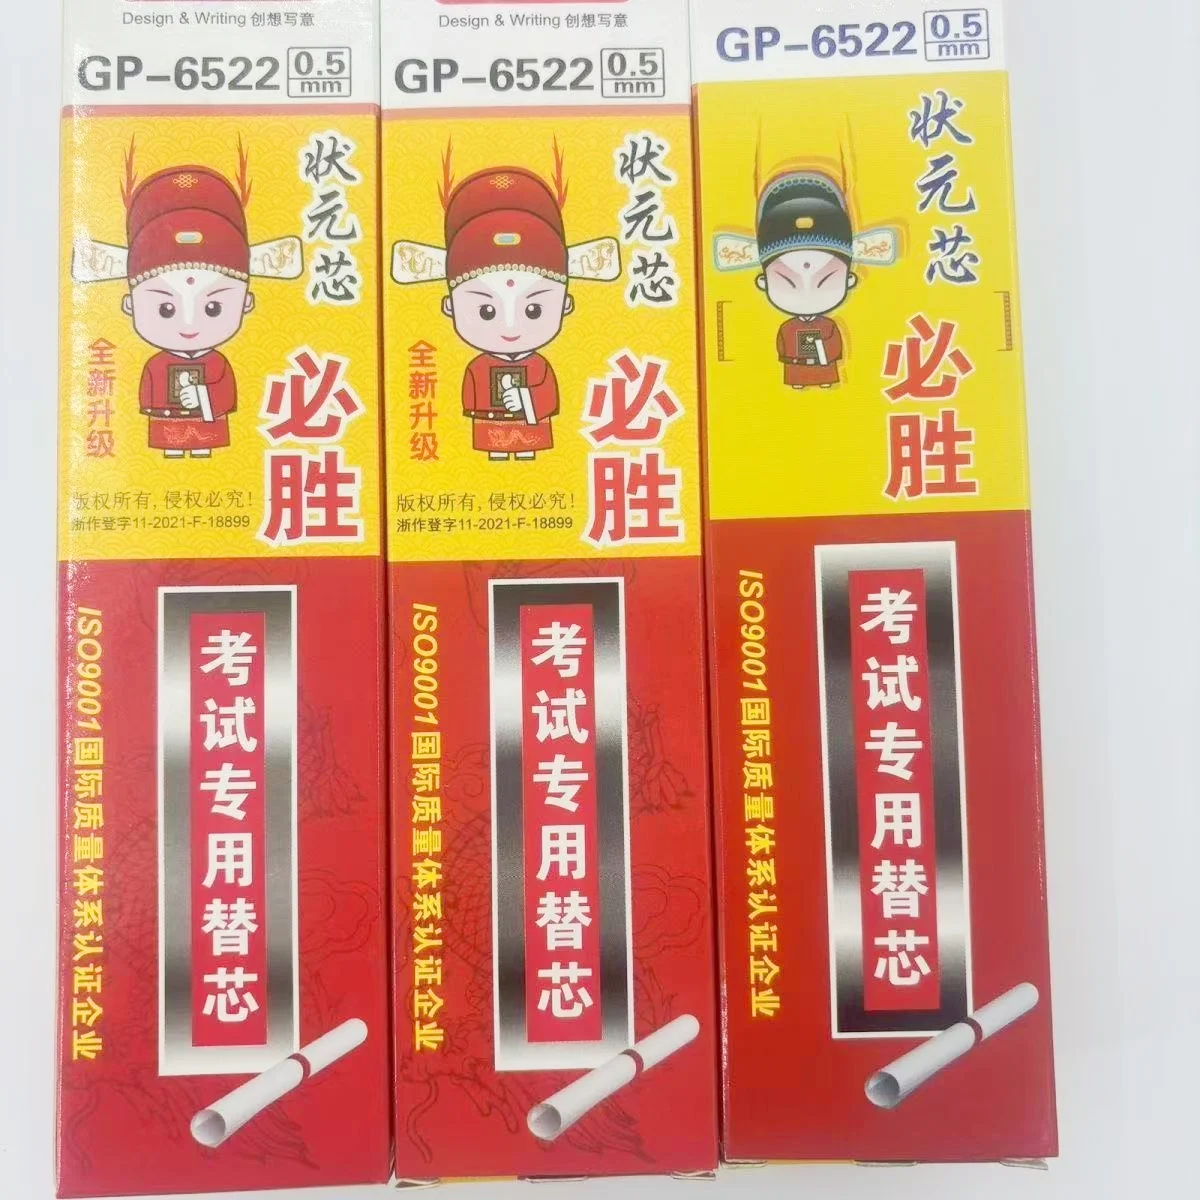 Design & Writing 创想写意
GP-6522 0.5 mm
状元芯
全新升级
必胜
版权所有,侵权必究!
浙作登字11-2021-F-18899
ISO9001国际质量体系认证企业
考试专用替芯
Design & Writing 创想写意
GP-6522 0.5 mm
状元芯
全新升级
必胜
版权所有,侵权必究!
浙作登字11-2021-F-18899
ISO9001国际质量体系认证企业
考试专用替芯
GP-6522 0.5 mm
状元芯
必胜
ISO9001国际质量体系认证企业
考试专用替芯